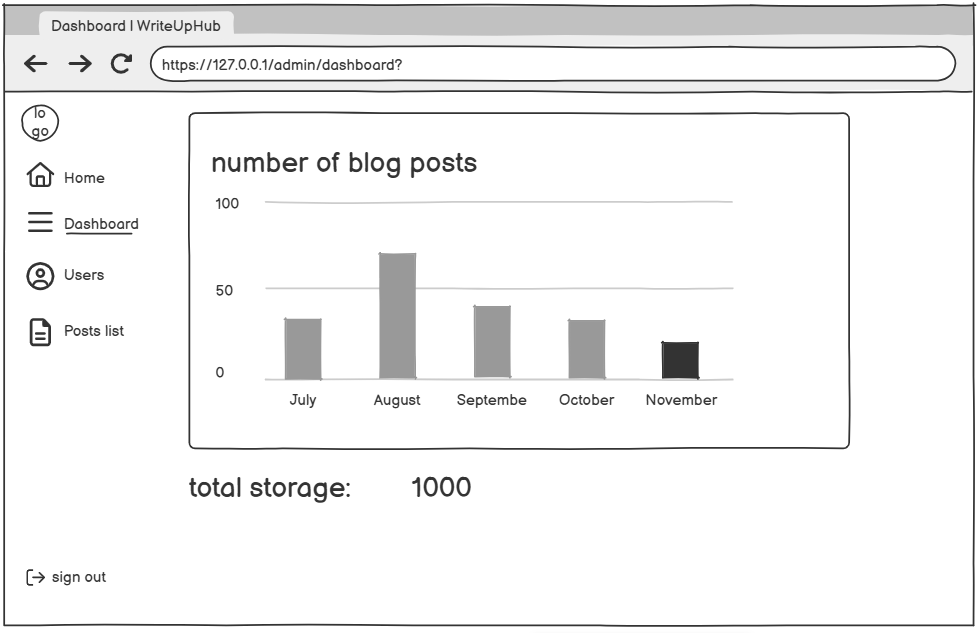 Dashboard | WriteUpHub
https://127.0.0.1/admin/dashboard?
lo
go
Home
Dashboard
Users
Posts list
number of blog posts
100
50
0
July August Septembe October November
total storage: 1000
sign out